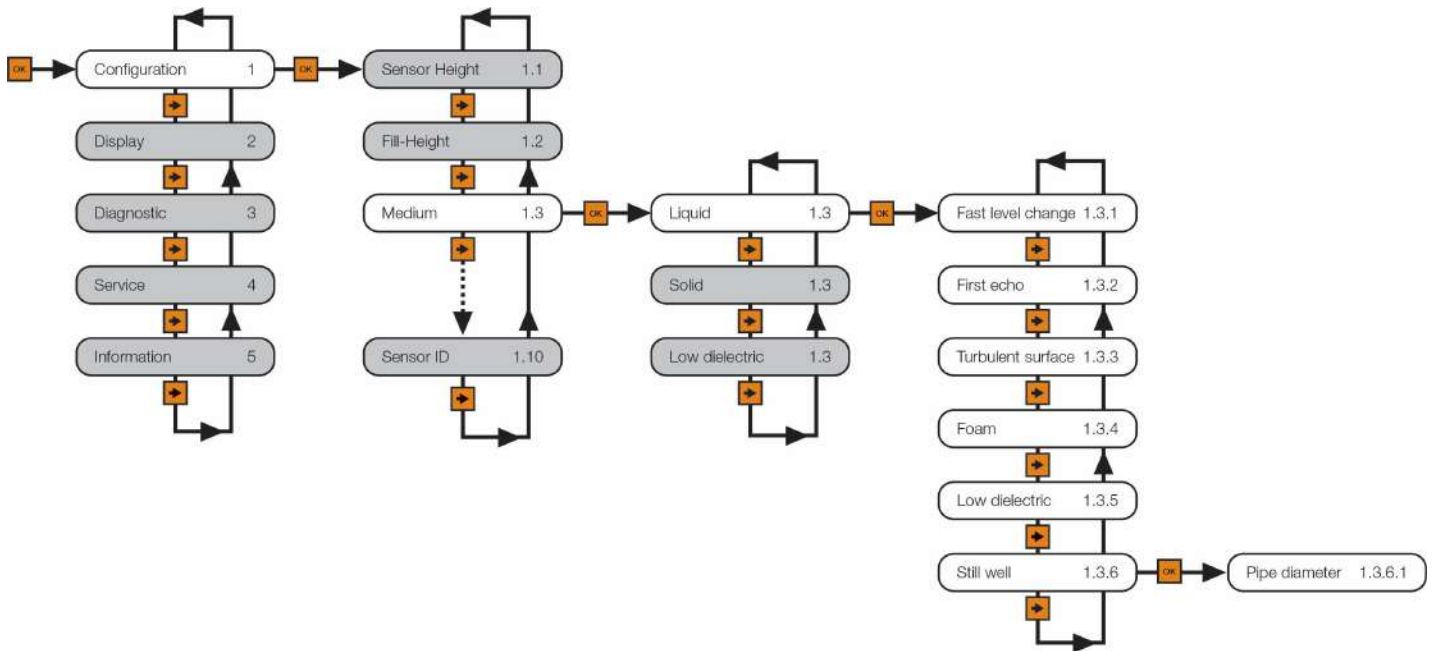 OK
Configuration 1
OK
Sensor Height 1.1
Display 2
Fill-Height 1.2
Diagnostic 3
Medium 1.3
OK
Liquid 1.3
OK
Fast level change 1.3.1
Service 4
Solid 1.3
First echo 1.3.2
Information 5
Sensor ID 1.10
Low dielectric 1.3
Turbulent surface 1.3.3
Foam 1.3.4
Low dielectric 1.3.5
Still well 1.3.6
OK
Pipe diameter 1.3.6.1